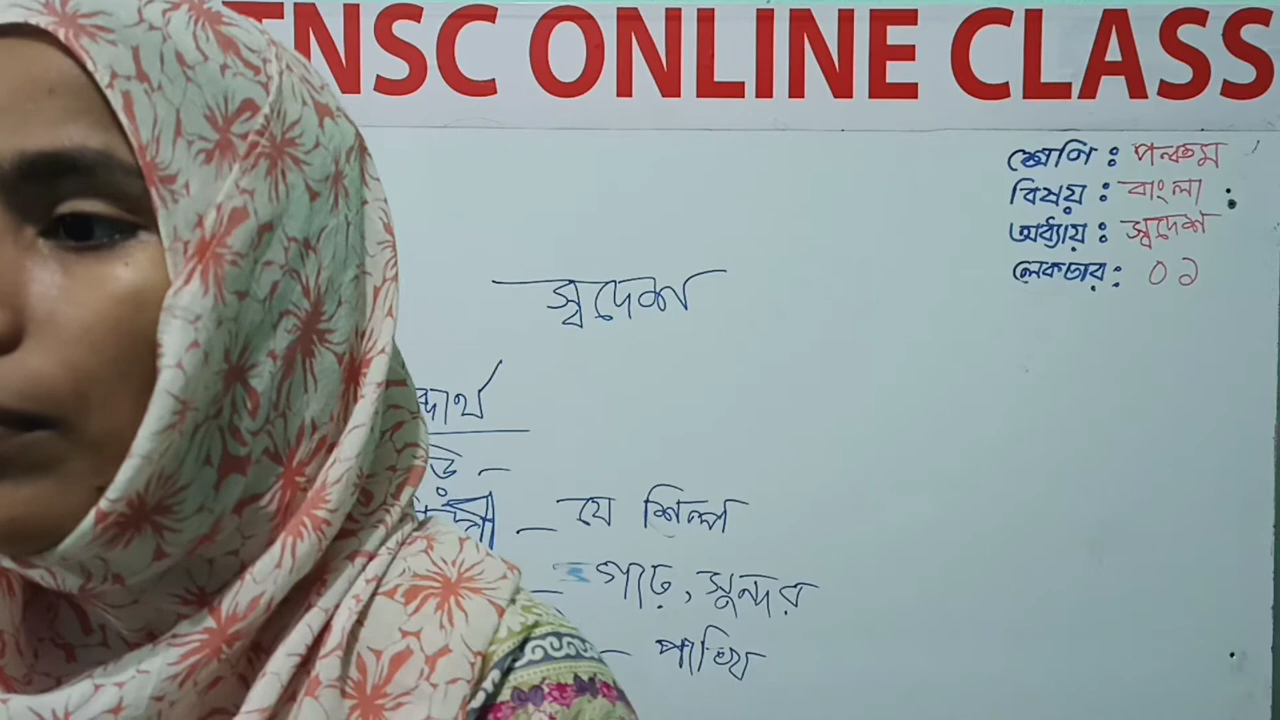 TNSC ONLINE CLASS
শ্রেণি : পঞ্চম
বিষয় : বাংলা :
অধ্যায় : স্বদেশ
লেকচার : ০১
স্বদেশ
ব্দার্থ
যে শিল্প
গাঢ়, সুন্দর
পাখি